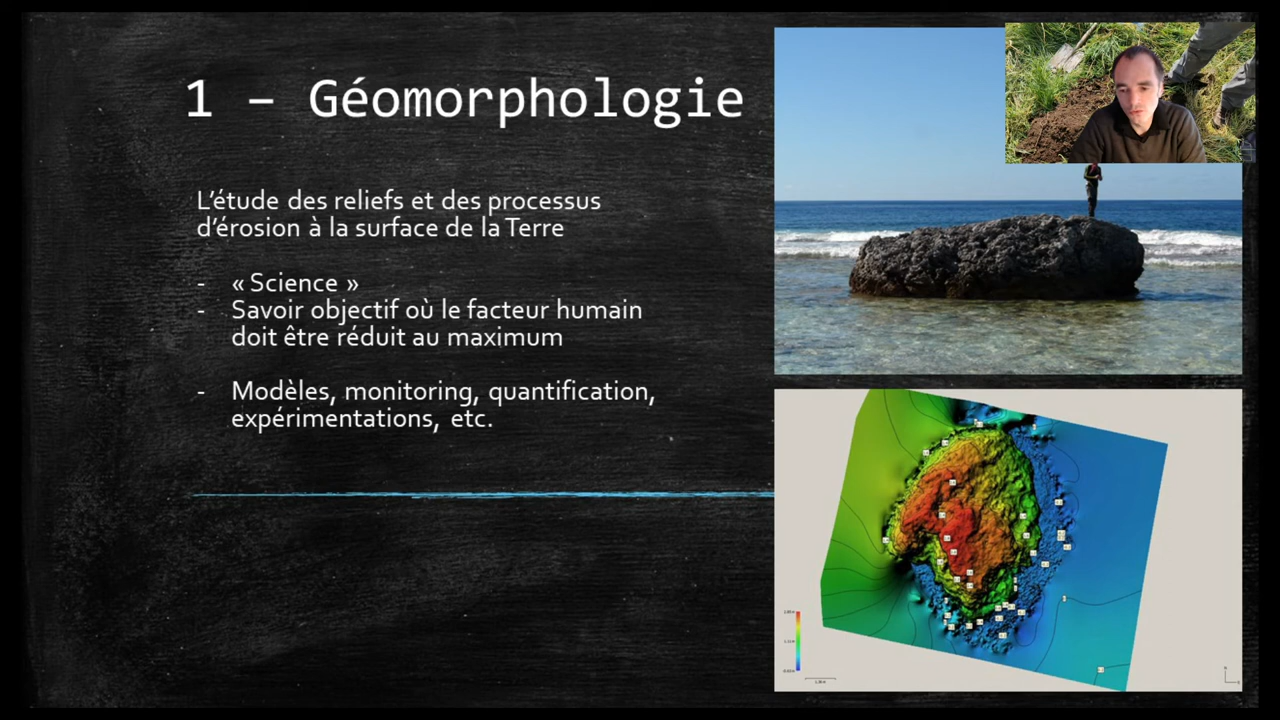 1 – Géomorphologie
L'étude des reliefs et des processus
d'érosion à la surface de la Terre
- « Science »
- Savoir objectif où le facteur humain
doit être réduit au maximum
- Modèles, monitoring, quantification,
expérimentations, etc.